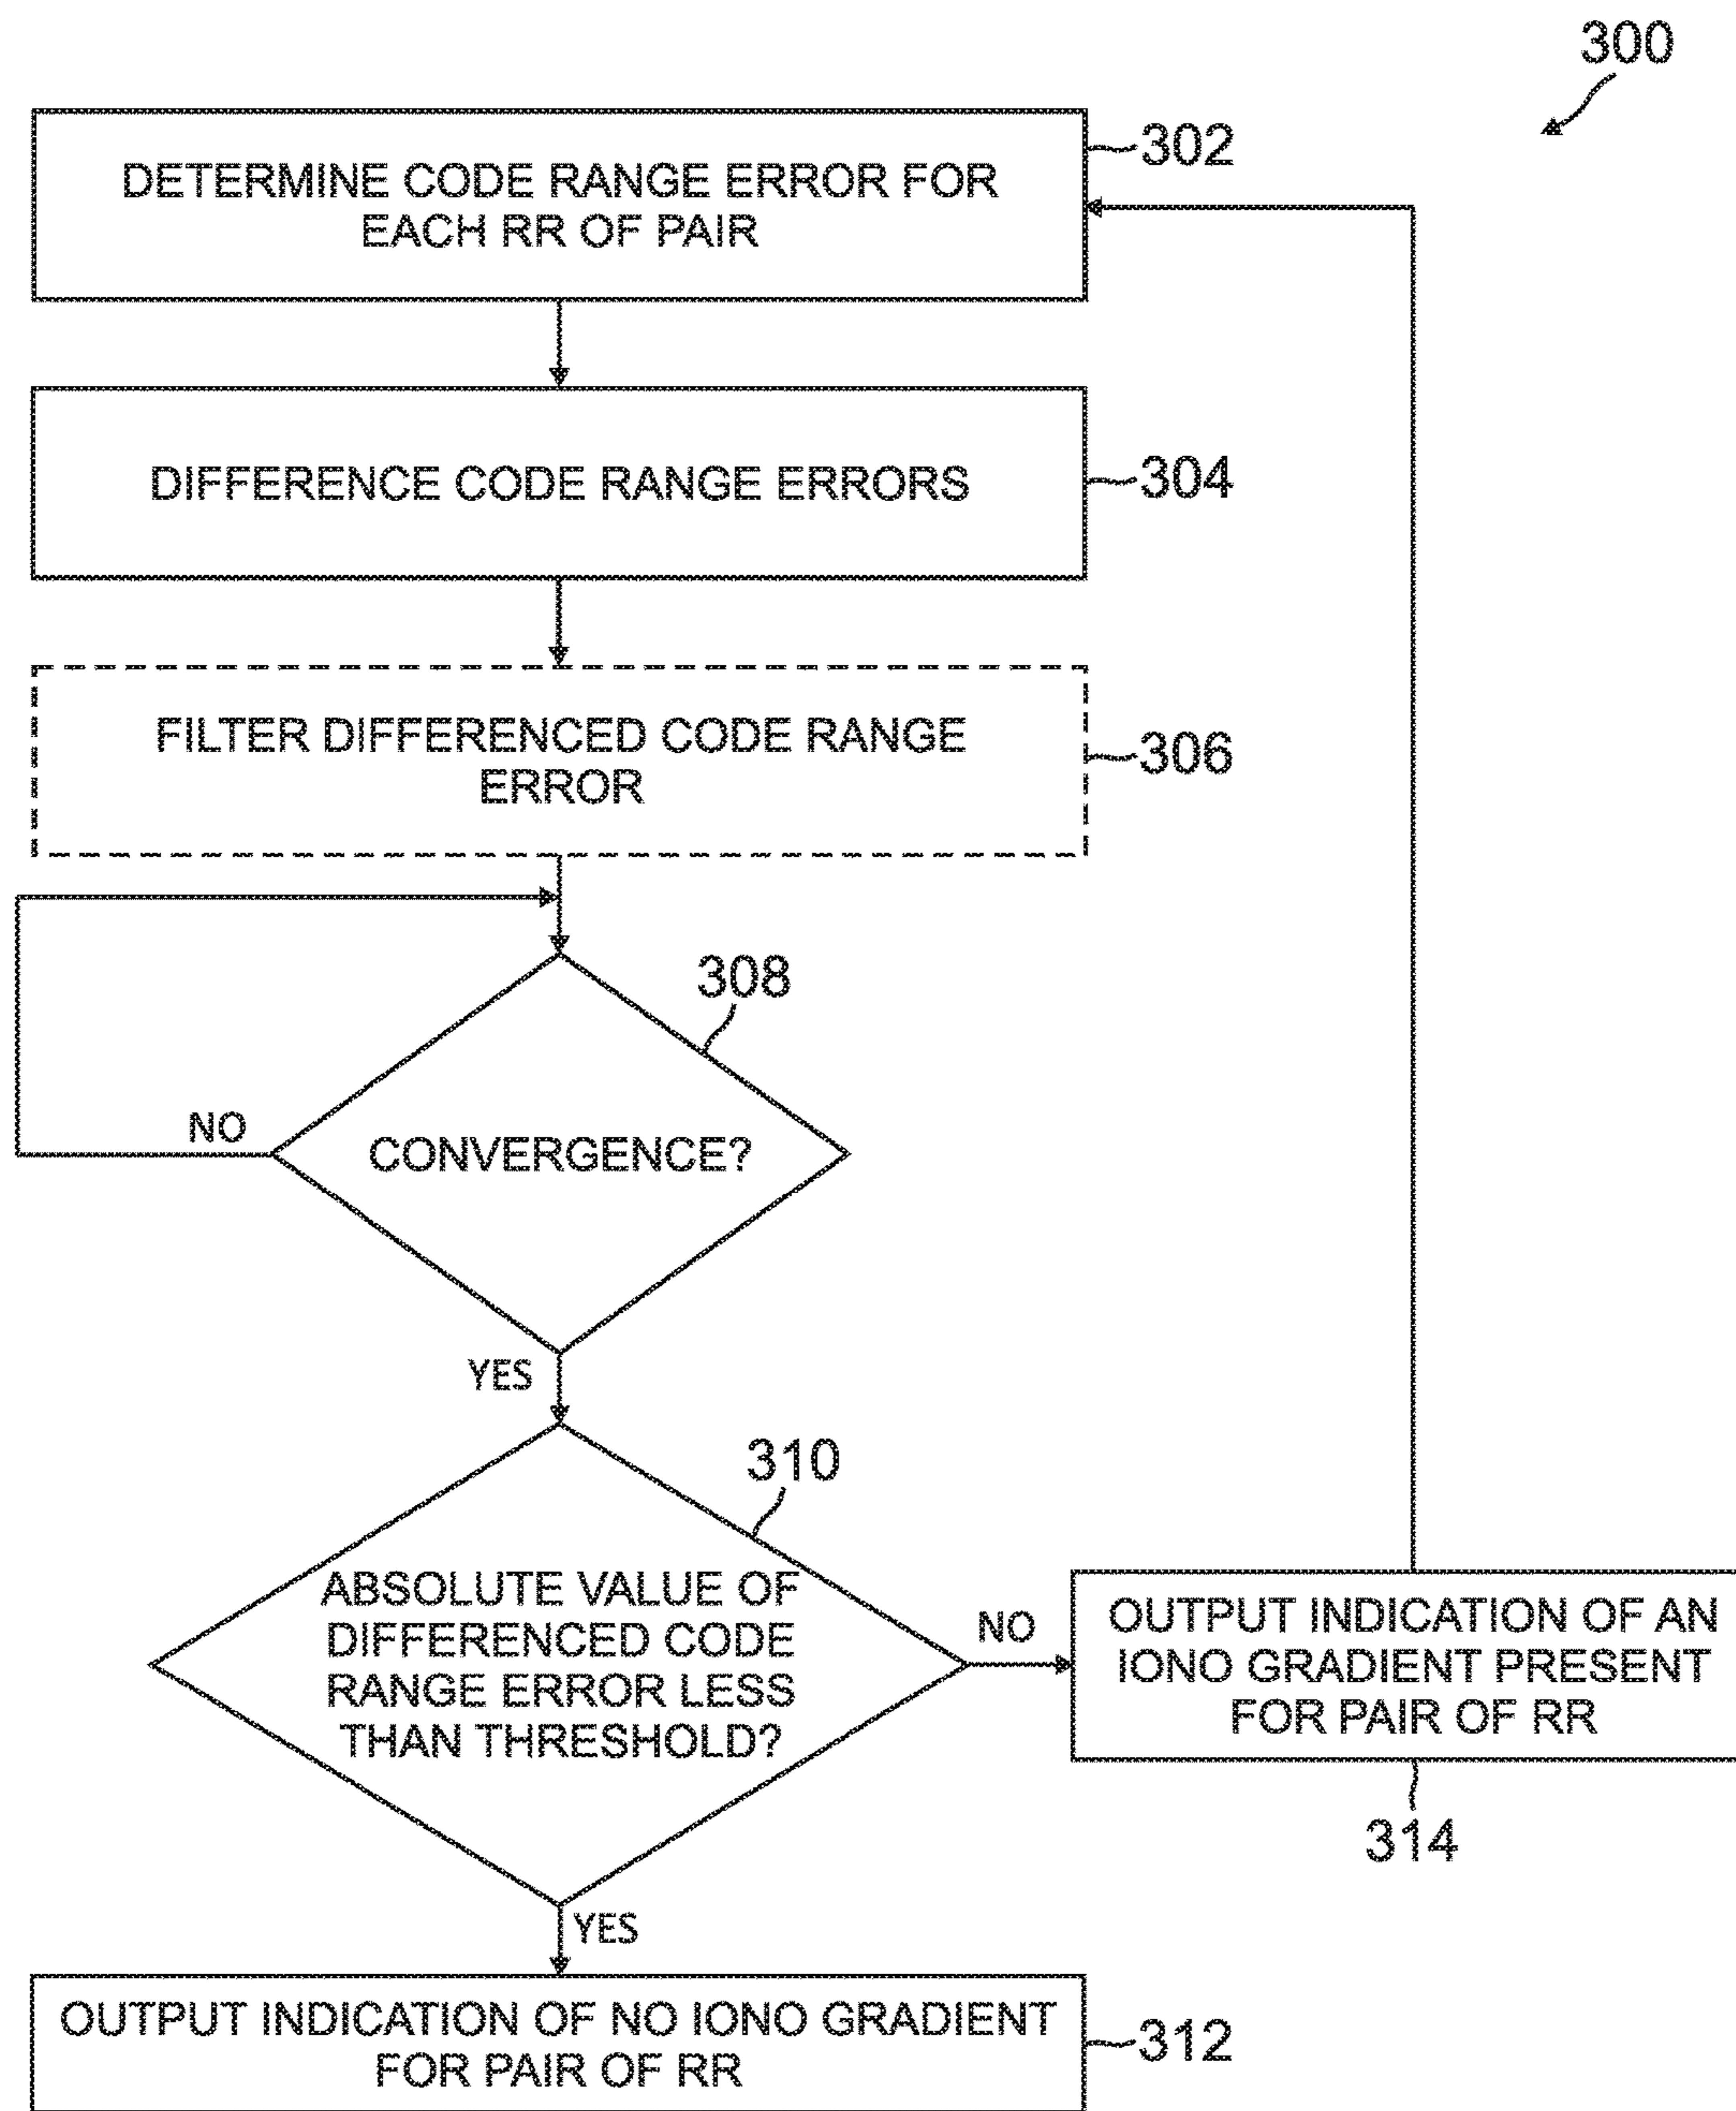 300
DETERMINE CODE RANGE ERROR FOR
EACH RR OF PAIR
302
DIFFERENCE CODE RANGE ERRORS
304
FILTER DIFFERENCED CODE RANGE
ERROR
306
308
NO
CONVERGENCE?
YES
310
ABSOLUTE VALUE OF
DIFFERENCED CODE
RANGE ERROR LESS
THAN THRESHOLD?
NO
OUTPUT INDICATION OF AN
IONO GRADIENT PRESENT
FOR PAIR OF RR
314
YES
OUTPUT INDICATION OF NO IONO GRADIENT
FOR PAIR OF RR
312